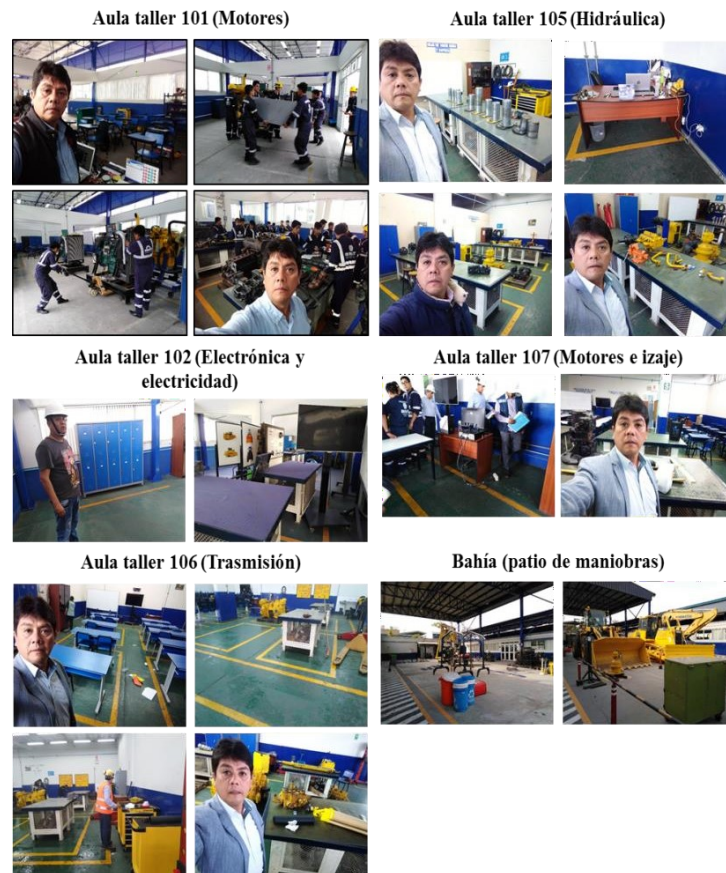 Aula taller 101 (Motores)
Aula taller 105 (Hidráulica)
Aula taller 102 (Electrónica y
electricidad)
Aula taller 107 (Motores e izaje)
Aula taller 106 (Trasmisión)
Bahía (patio de maniobras)